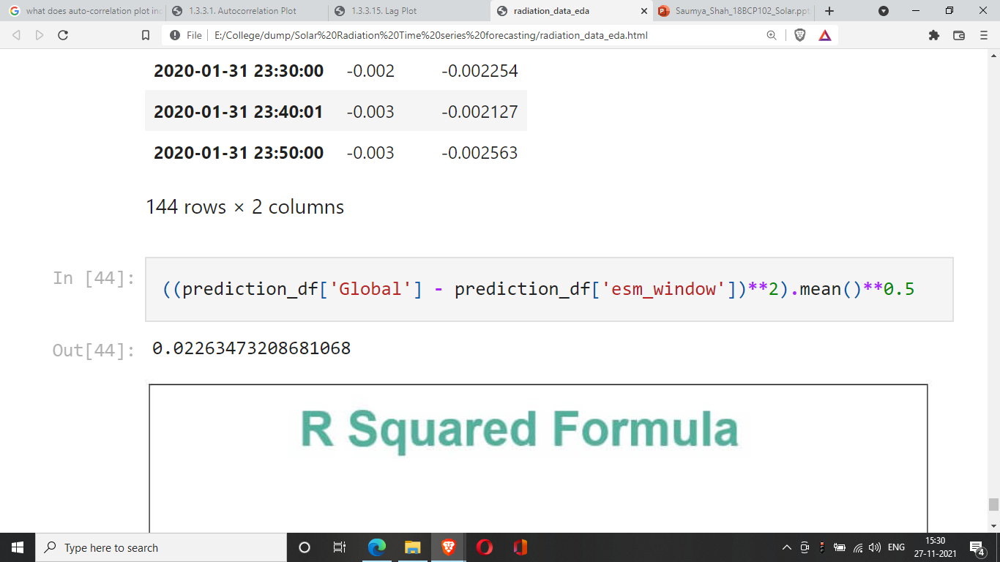 what does auto-correlation plot inc
1.3.3.1. Autocorrelation Plot
1.3.3.15. Lag Plot
radiation_data_eda
Saumya_Shah_18BCP102_Solar.ppt
File
E:/College/dump/Solar%20Radiation%20Time%20series%20forecasting/radiation_data_eda.html
2020-01-31 23:30:00 -0.002 -0.002254
2020-01-31 23:40:01 -0.003 -0.002127
2020-01-31 23:50:00 -0.003 -0.002563
144 rows × 2 columns
In [44]: ((prediction_df['Global'] - prediction_df['esm_window'])**2).mean()**0.5
Out[44]: 0.02263473208681068
R Squared Formula
Type here to search
ENG
15:30
27-11-2021
4